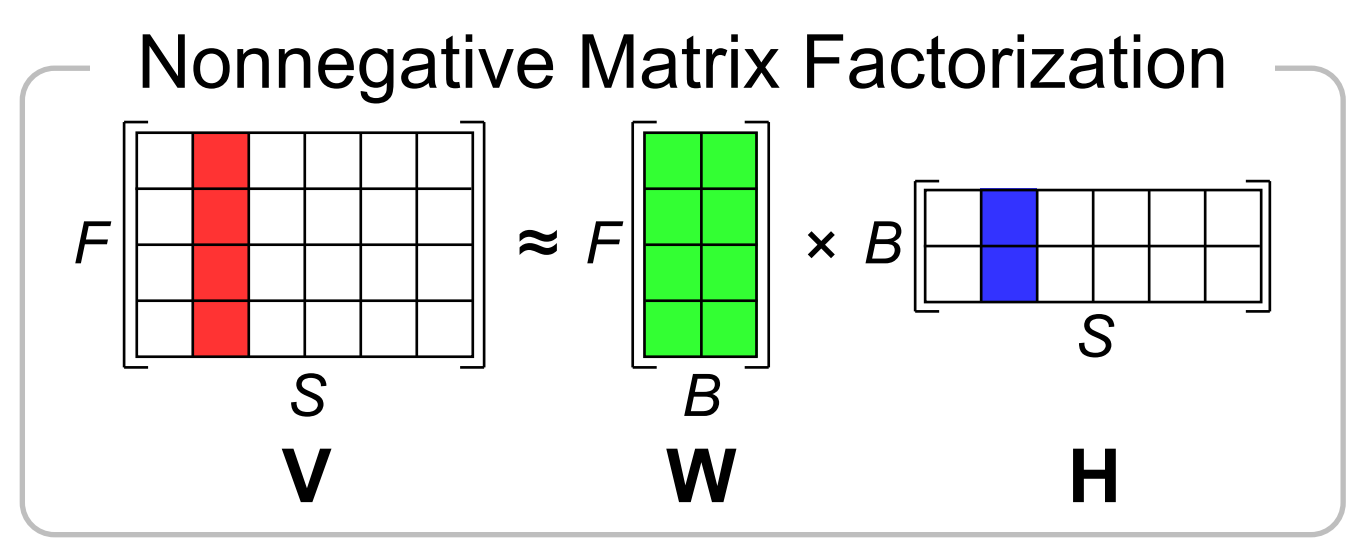 Nonnegative Matrix Factorization
F ≈ F × B
S B S
V W H